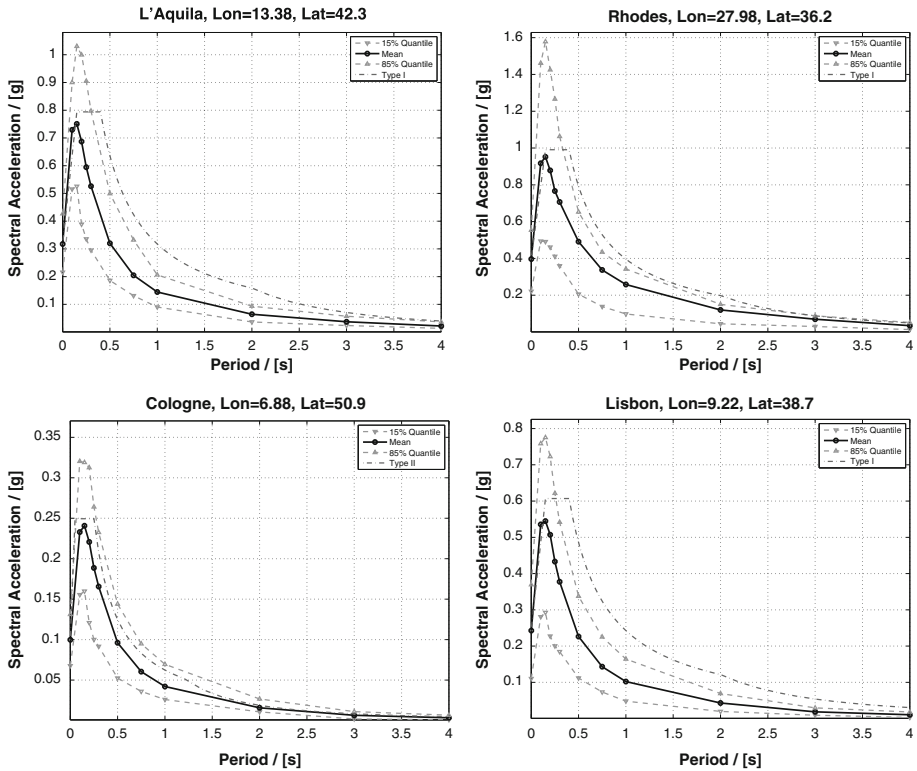 L'Aquila, Lon=13.38, Lat=42.3
Spectral Acceleration / [g]
1
0.9
0.8
0.7
0.6
0.5
0.4
0.3
0.2
0.1
15% Quantile
Mean
85% Quantile
Type I
0 0.5 1 1.5 2 2.5 3 3.5 4
Period / [s]
Rhodes, Lon=27.98, Lat=36.2
Spectral Acceleration / [g]
1.6
1.4
1.2
1
0.8
0.6
0.4
0.2
15% Quantile
Mean
85% Quantile
Type I
0 0.5 1 1.5 2 2.5 3 3.5 4
Period / [s]
Cologne, Lon=6.88, Lat=50.9
Spectral Acceleration / [g]
0.35
0.3
0.25
0.2
0.15
0.1
0.05
15% Quantile
Mean
85% Quantile
Type II
0 0.5 1 1.5 2 2.5 3 3.5 4
Period / [s]
Lisbon, Lon=9.22, Lat=38.7
Spectral Acceleration / [g]
0.8
0.7
0.6
0.5
0.4
0.3
0.2
0.1
15% Quantile
Mean
85% Quantile
Type I
0 0.5 1 1.5 2 2.5 3 3.5 4
Period / [s]